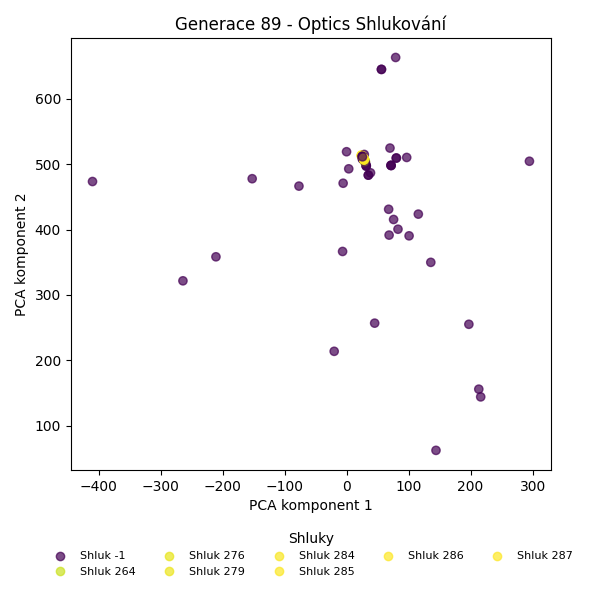 Generace 89 - Optics Shlukování
PCA komponent 2
600
500
400
300
200
100
−400 −300 −200 −100 0 100 200 300
PCA komponent 1
Shluky
Shluk -1 Shluk 276 Shluk 284 Shluk 286 Shluk 287
Shluk 264 Shluk 279 Shluk 285